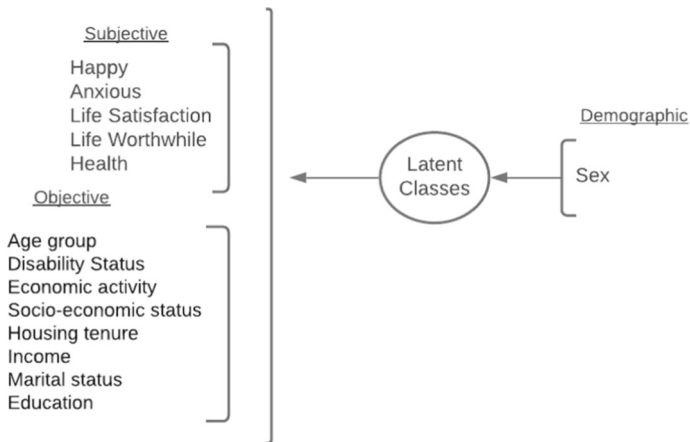 Subjective
Happy
Anxious
Life Satisfaction
Life Worthwhile
Health
Objective
Age group
Disability Status
Economic activity
Socio-economic status
Housing tenure
Income
Marital status
Education
Latent
Classes
Demographic
Sex